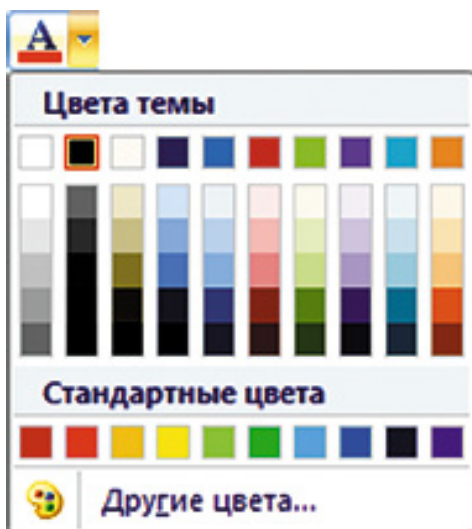 A
Цвета темы
Стандартные цвета
Другие цвета...